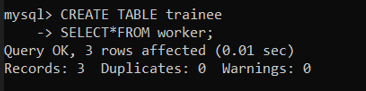 mysql> CREATE TABLE trainee
    -> SELECT*FROM worker;
Query OK, 3 rows affected (0.01 sec)
Records: 3  Duplicates: 0  Warnings: 0